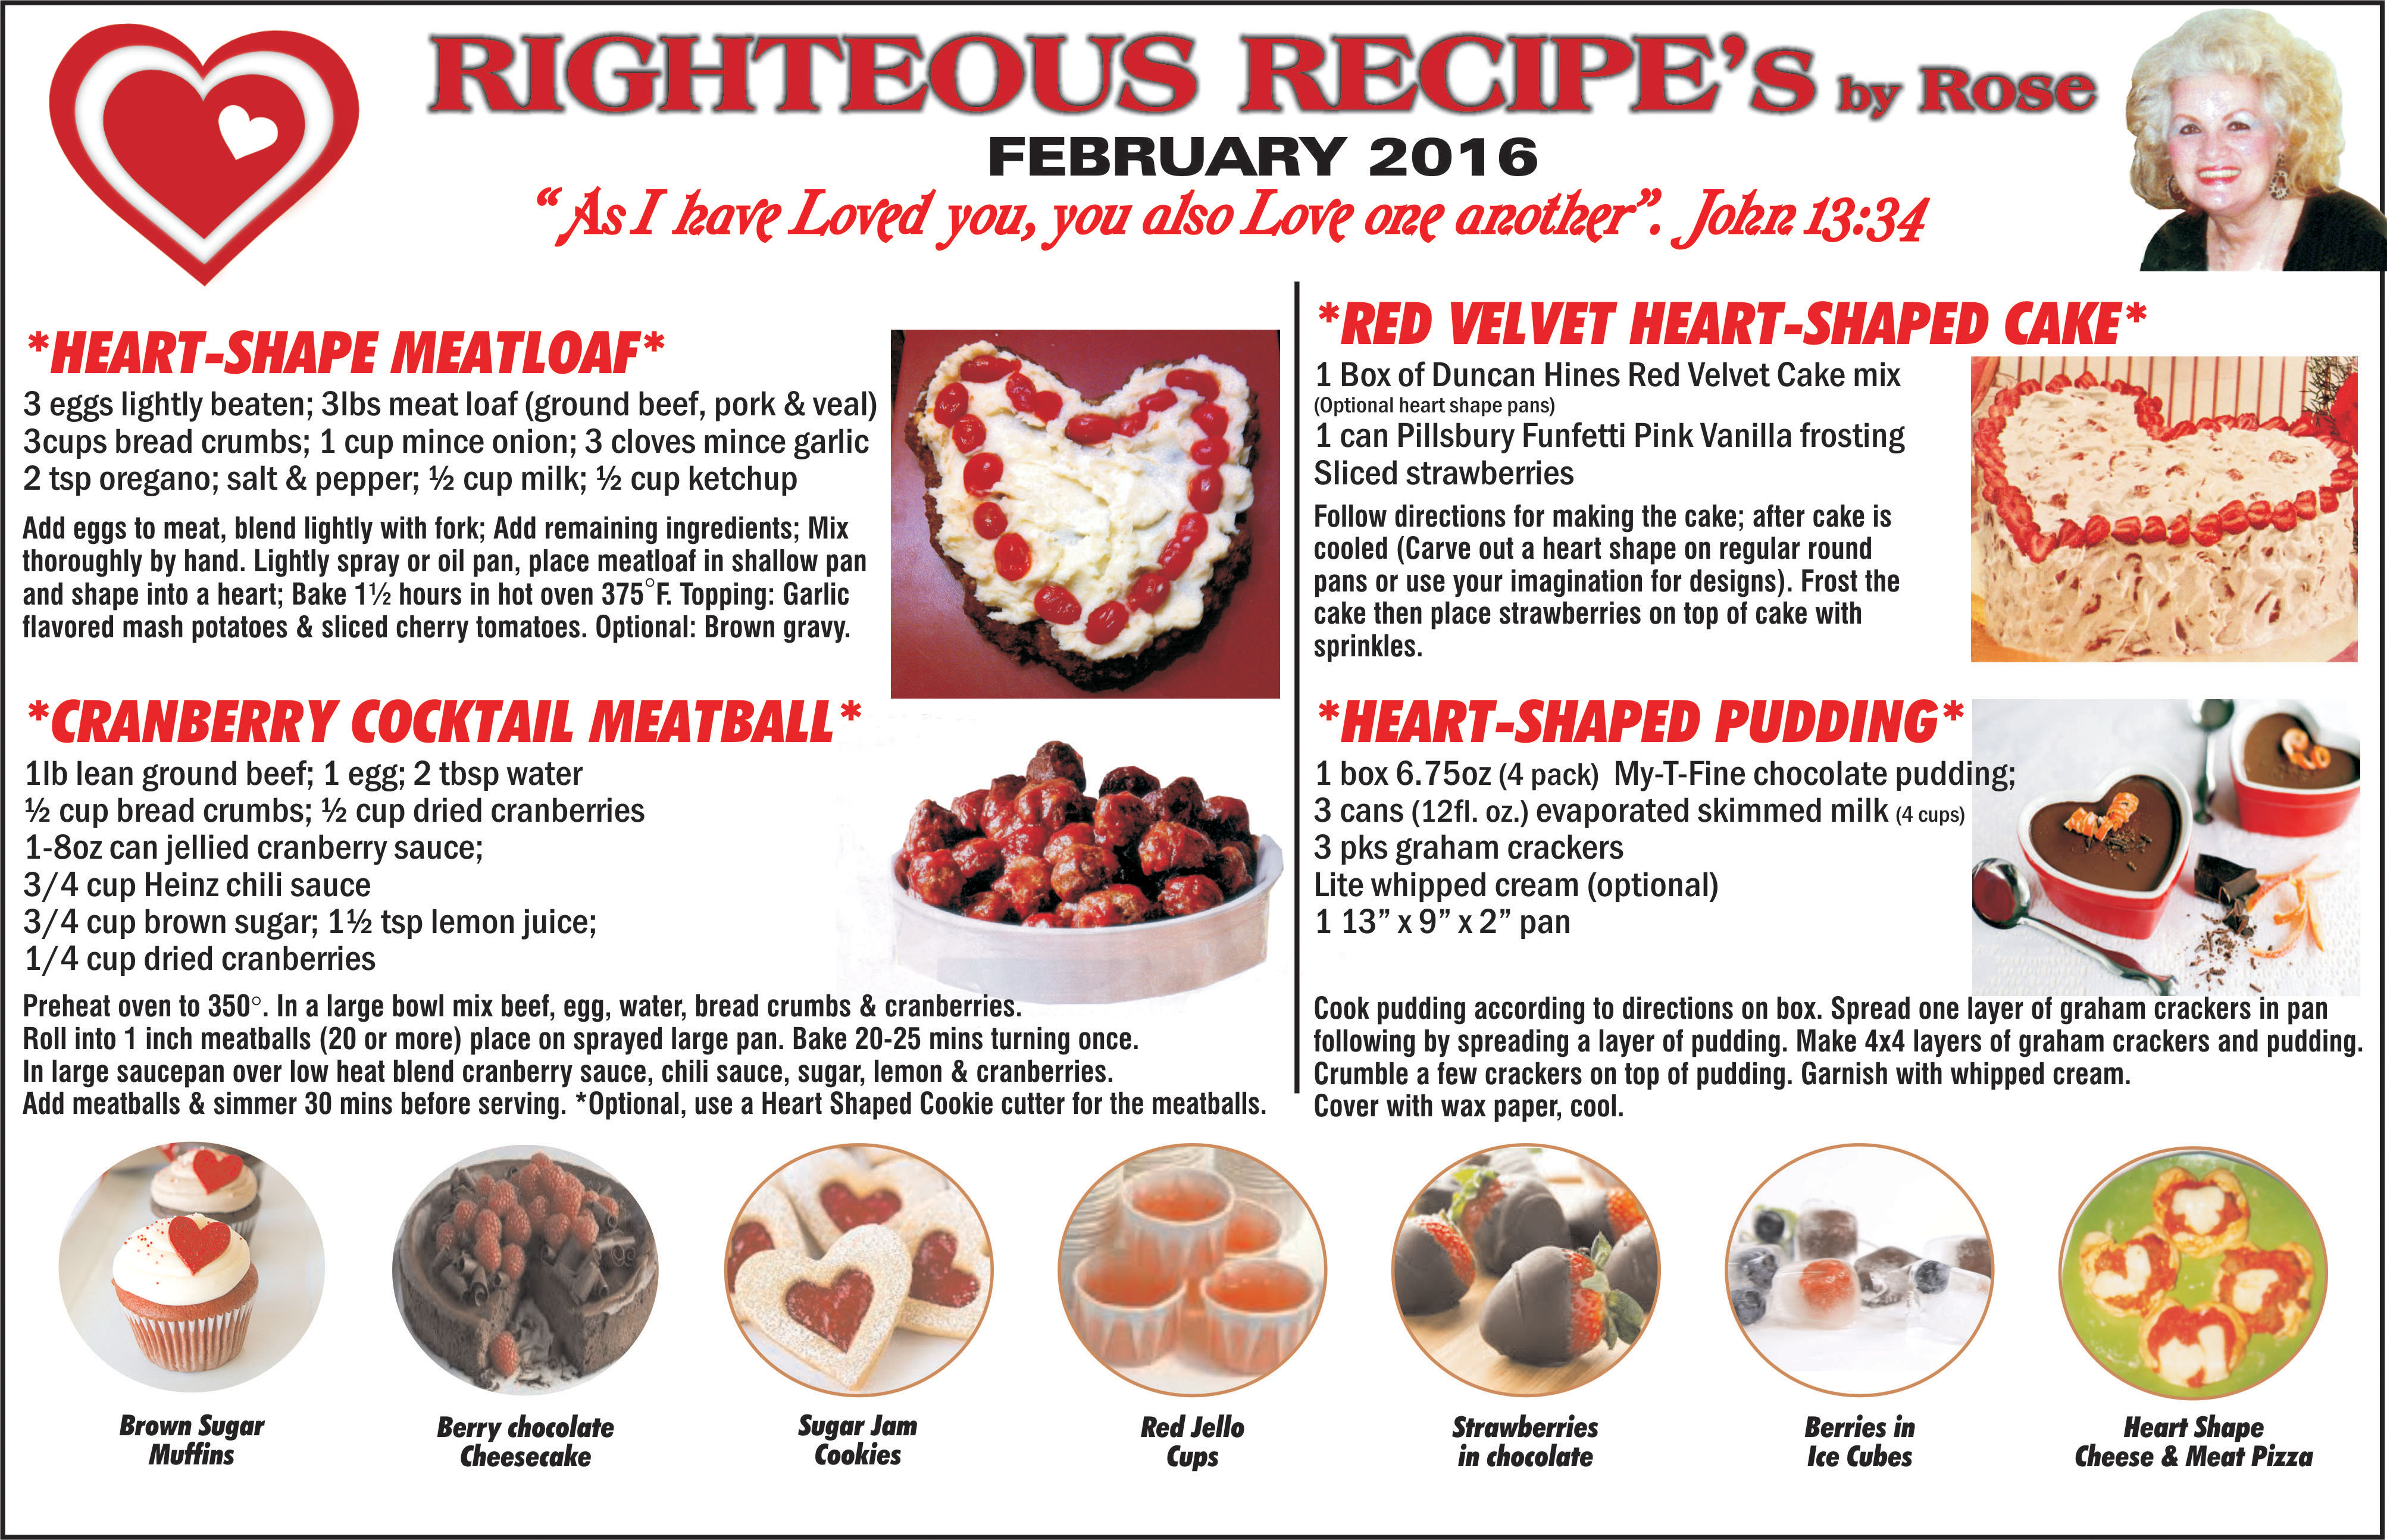 RIGHTEOUS RECIPE'S by Rose
FEBRUARY 2016
“As I have Loved you, you also Love one another”. John 13:34
*HEART-SHAPE MEATLOAF*
3 eggs lightly beaten; 3lbs meat loaf (ground beef, pork & veal)
3cups bread crumbs; 1 cup mince onion; 3 cloves mince garlic
2 tsp oregano; salt & pepper; ½ cup milk; ½ cup ketchup
Add eggs to meat, blend lightly with fork; Add remaining ingredients; Mix
thoroughly by hand. Lightly spray or oil pan, place meatloaf in shallow pan
and shape into a heart; Bake 1½ hours in hot oven 375°F. Topping: Garlic
flavored mash potatoes & sliced cherry tomatoes. Optional: Brown gravy.
*CRANBERRY COCKTAIL MEATBALL*
1lb lean ground beef; 1 egg; 2 tbsp water
½ cup bread crumbs; ½ cup dried cranberries
1-8oz can jellied cranberry sauce;
3/4 cup Heinz chili sauce
3/4 cup brown sugar; 1½ tsp lemon juice;
1/4 cup dried cranberries
Preheat oven to 350°. In a large bowl mix beef, egg, water, bread crumbs & cranberries.
Roll into 1 inch meatballs (20 or more) place on sprayed large pan. Bake 20-25 mins turning once.
In large saucepan over low heat blend cranberry sauce, chili sauce, sugar, lemon & cranberries.
Add meatballs & simmer 30 mins before serving. *Optional, use a Heart Shaped Cookie cutter for the meatballs.
*RED VELVET HEART-SHAPED CAKE*
1 Box of Duncan Hines Red Velvet Cake mix
(Optional heart shape pans)
1 can Pillsbury Funfetti Pink Vanilla frosting
Sliced strawberries
Follow directions for making the cake; after cake is
cooled (Carve out a heart shape on regular round
pans or use your imagination for designs). Frost the
cake then place strawberries on top of cake with
sprinkles.
*HEART-SHAPED PUDDING*
1 box 6.75oz (4 pack) My-T-Fine chocolate pudding;
3 cans (12fl. oz.) evaporated skimmed milk (4 cups)
3 pks graham crackers
Lite whipped cream (optional)
1 13” x 9” x 2” pan
Cook pudding according to directions on box. Spread one layer of graham crackers in pan
following by spreading a layer of pudding. Make 4x4 layers of graham crackers and pudding.
Crumble a few crackers on top of pudding. Garnish with whipped cream.
Cover with wax paper, cool.
Brown Sugar
Muffins
Berry chocolate
Cheesecake
Sugar Jam
Cookies
Red Jello
Cups
Strawberries
in chocolate
Berries in
Ice Cubes
Heart Shape
Cheese & Meat Pizza